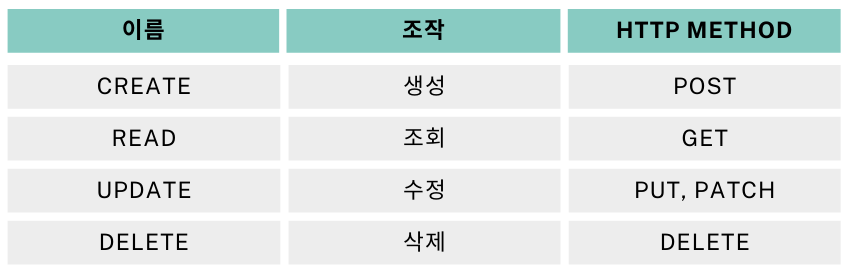 이름 조작 HTTP METHOD
CREATE 생성 POST
READ 조회 GET
UPDATE 수정 PUT, PATCH
DELETE 삭제 DELETE